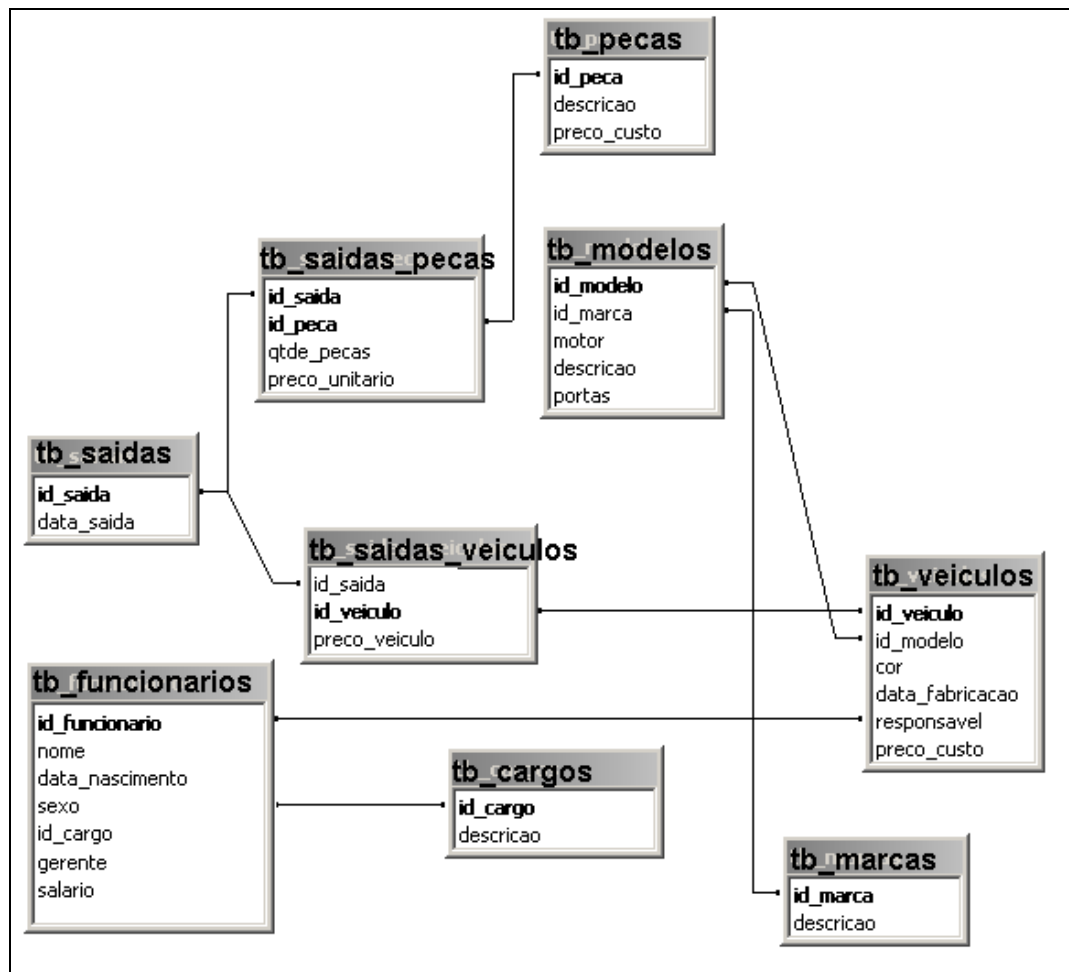 tb_pecas
id_peca
descricao
preco_custo
tb_saidas_pecas
id_saida
id_peca
qtde_pecas
preco_unitario
tb_modelos
id_modelo
id_marca
motor
descricao
portas
tb_saidas
id_saida
data_saida
tb_saidas_veiculos
id_saida
id_veiculo
preco_veiculo
tb_veiculos
id_veiculo
id_modelo
cor
data_fabricacao
responsavel
preco_custo
tb_funcionarios
id_funcionario
nome
data_nascimento
sexo
id_cargo
gerente
salario
tb_cargos
id_cargo
descricao
tb_marcas
id_marca
descricao